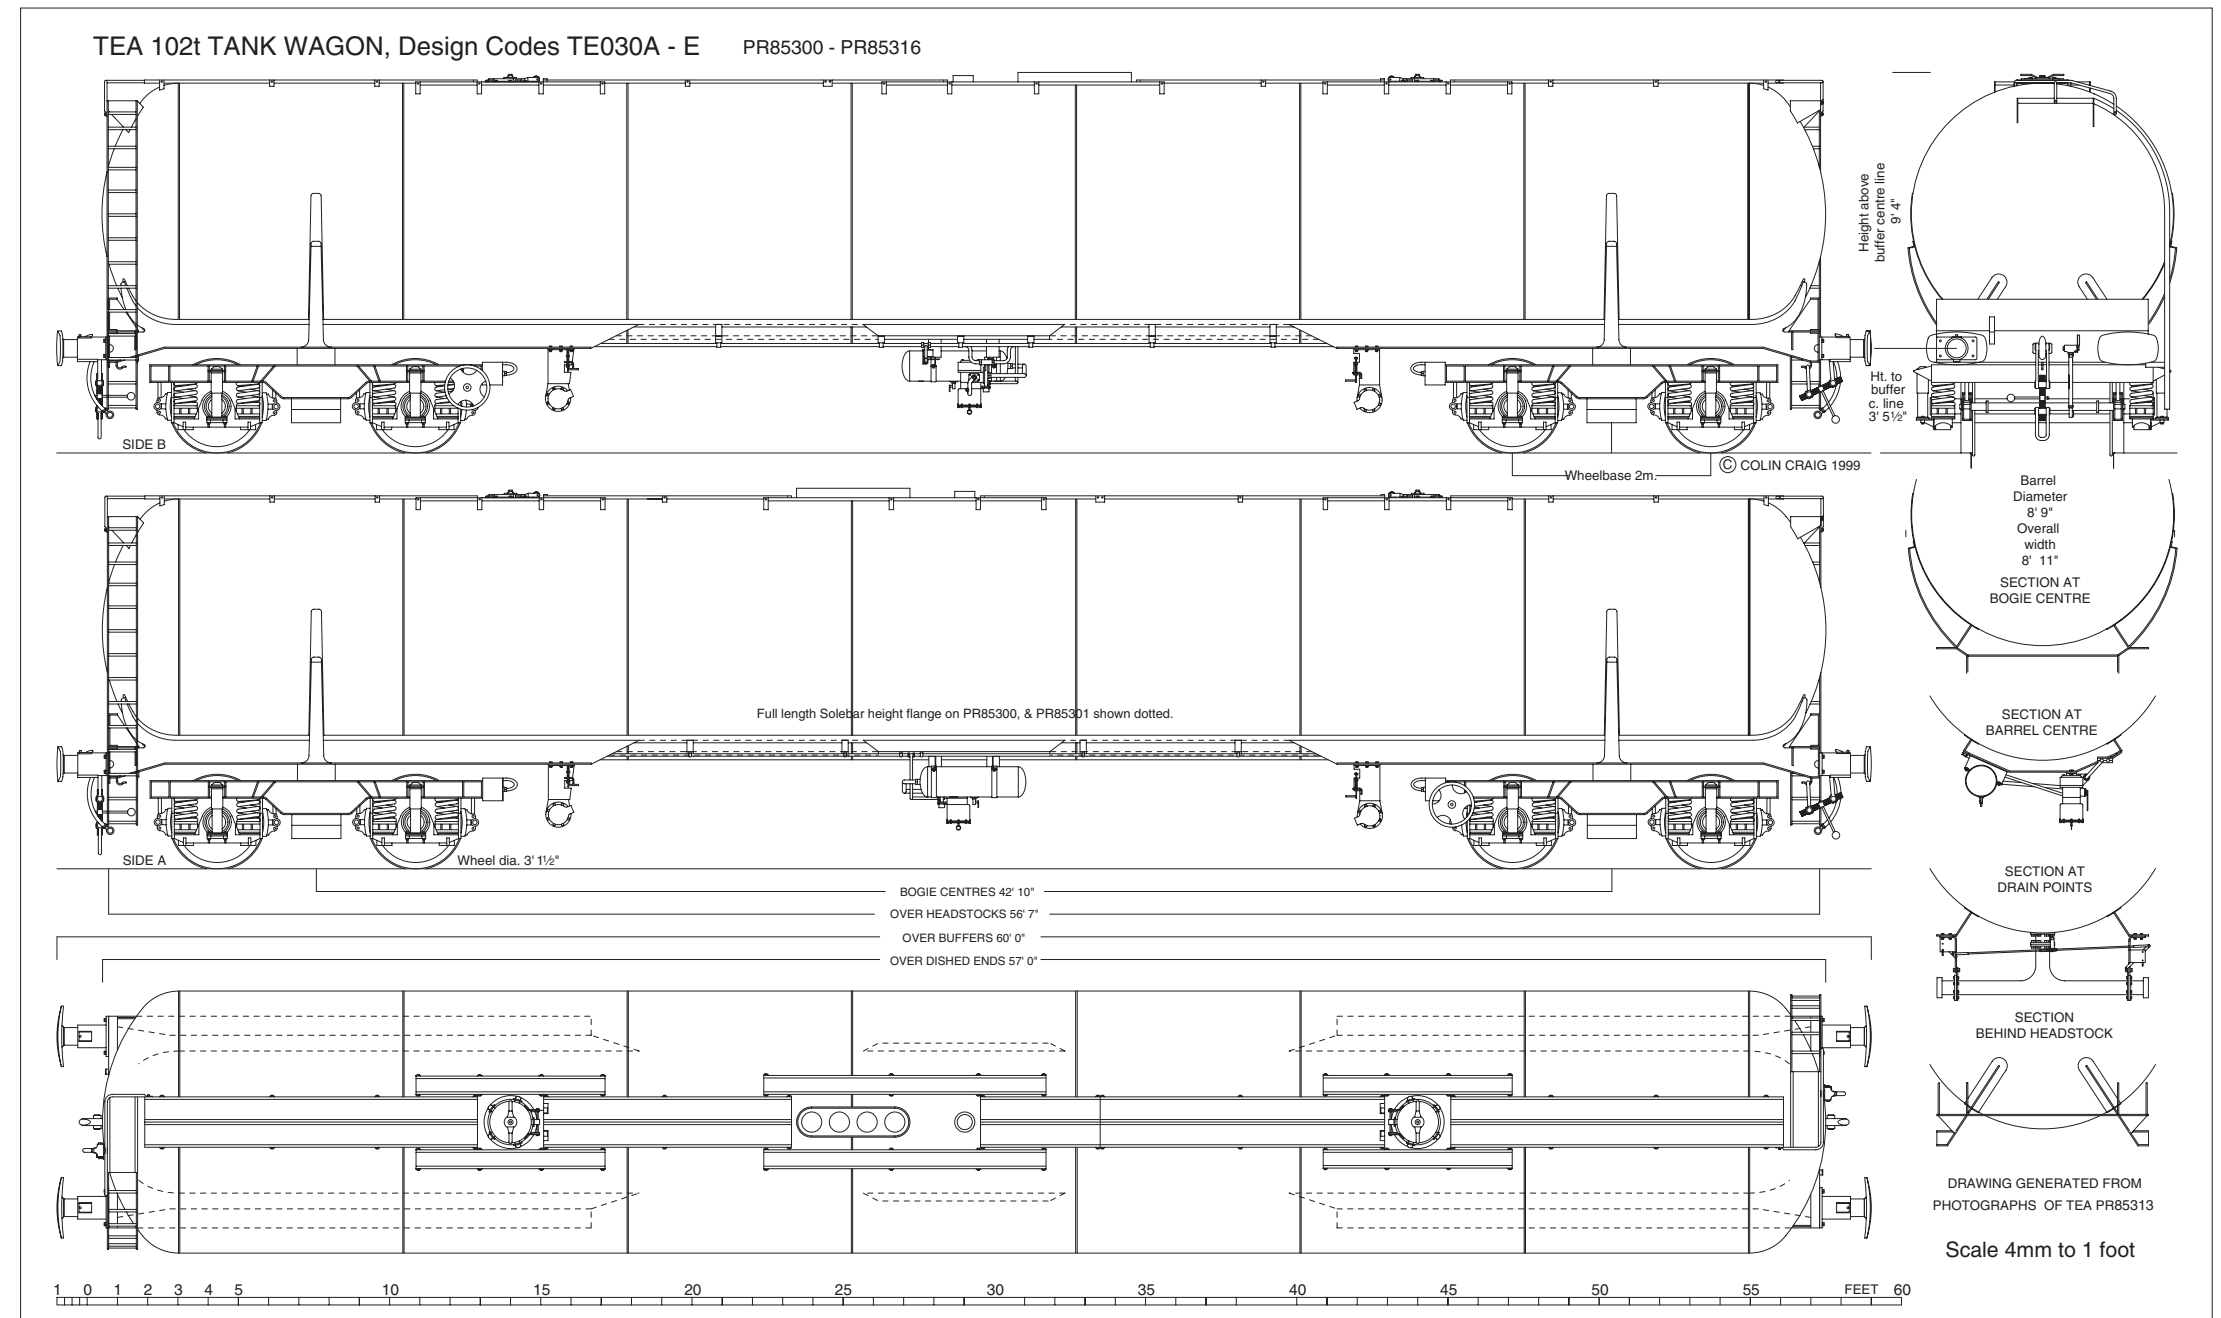 TEA 102t TANK WAGON, Design Codes TE030A - E PR85300 - PR85316
Height above
buffer centre line
9' 4"
Ht. to
buffer
c. line
3' 5½"
SIDE B
Wheelbase 2m.
© COLIN CRAIG 1999
Barrel
Diameter
8' 9"
Overall
width
8' 11"
SECTION AT
BOGIE CENTRE
Full length Solebar height flange on PR85300, & PR85301 shown dotted.
SECTION AT
BARREL CENTRE
SIDE A
Wheel dia. 3' 1½"
BOGIE CENTRES 42' 10"
OVER HEADSTOCKS 56' 7"
OVER BUFFERS 60' 0"
OVER DISHED ENDS 57' 0"
SECTION AT
DRAIN POINTS
SECTION
BEHIND HEADSTOCK
DRAWING GENERATED FROM
PHOTOGRAPHS OF TEA PR85313
Scale 4mm to 1 foot
1 0 1 2 3 4 5 10 15 20 25 30 35 40 45 50 55 FEET 60